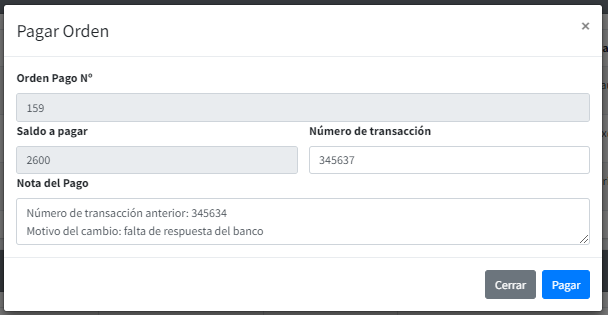 Pagar Orden
×
Orden Pago Nº
159
Saldo a pagar
Número de transacción
2600
345637
Nota del Pago
Número de transacción anterior: 345634
Motivo del cambio: falta de respuesta del banco
Cerrar
Pagar